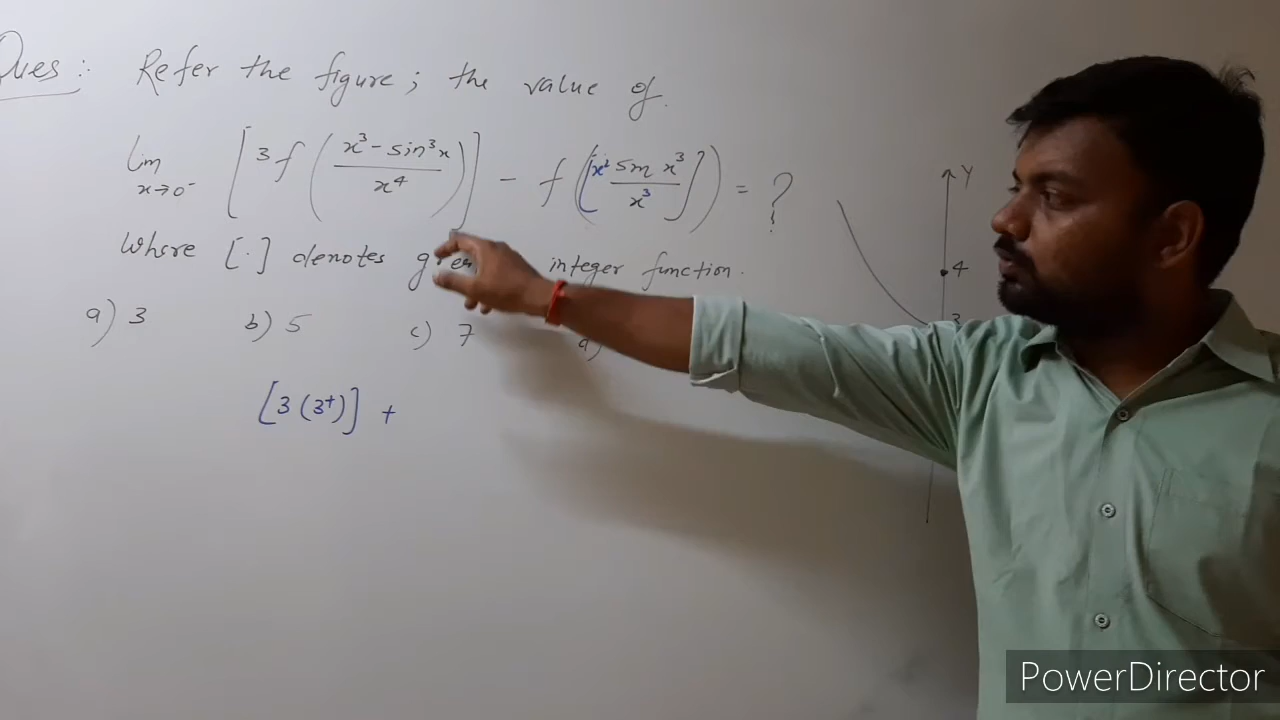 Ques :- Refer the figure ; the value of
lim x→0⁻ [ 3f ( (x³ - sin³x) / x⁴ ) ] - f ( [ x² sin x³ / x³ ] ) = ?
Where [·] denotes integer function.
a) 3 b) 5 c) 7 d)
[3 (3⁺)] +
Y
4
3
PowerDirector